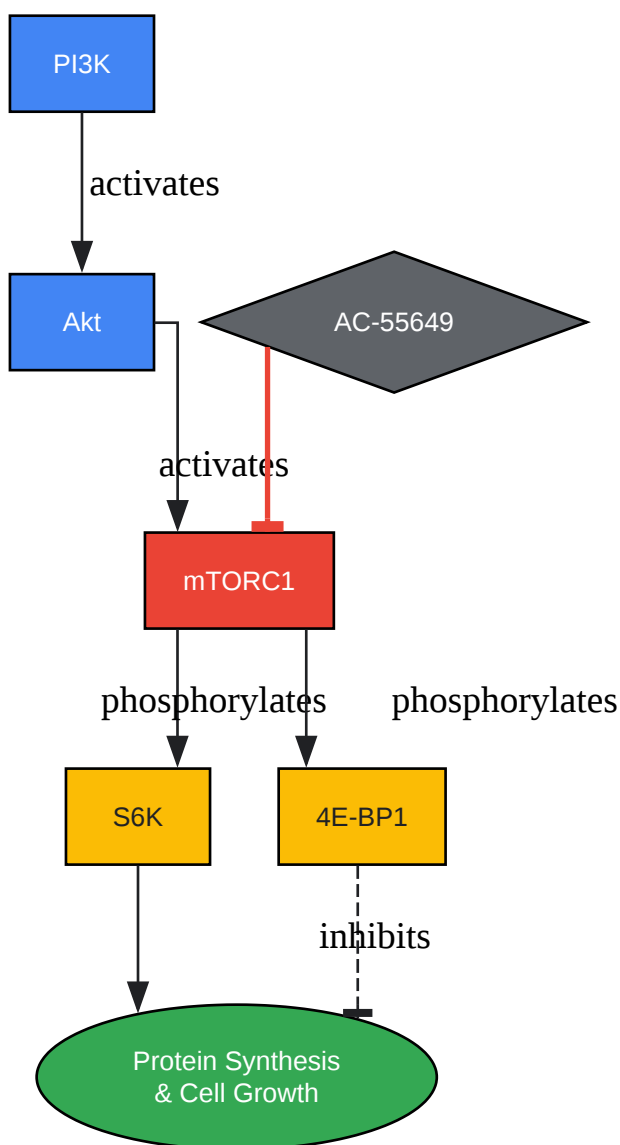 PI3K
activates
Akt
AC-55649
activates
mTORC1
phosphorylates
phosphorylates
S6K
4E-BP1
inhibits
Protein Synthesis
& Cell Growth